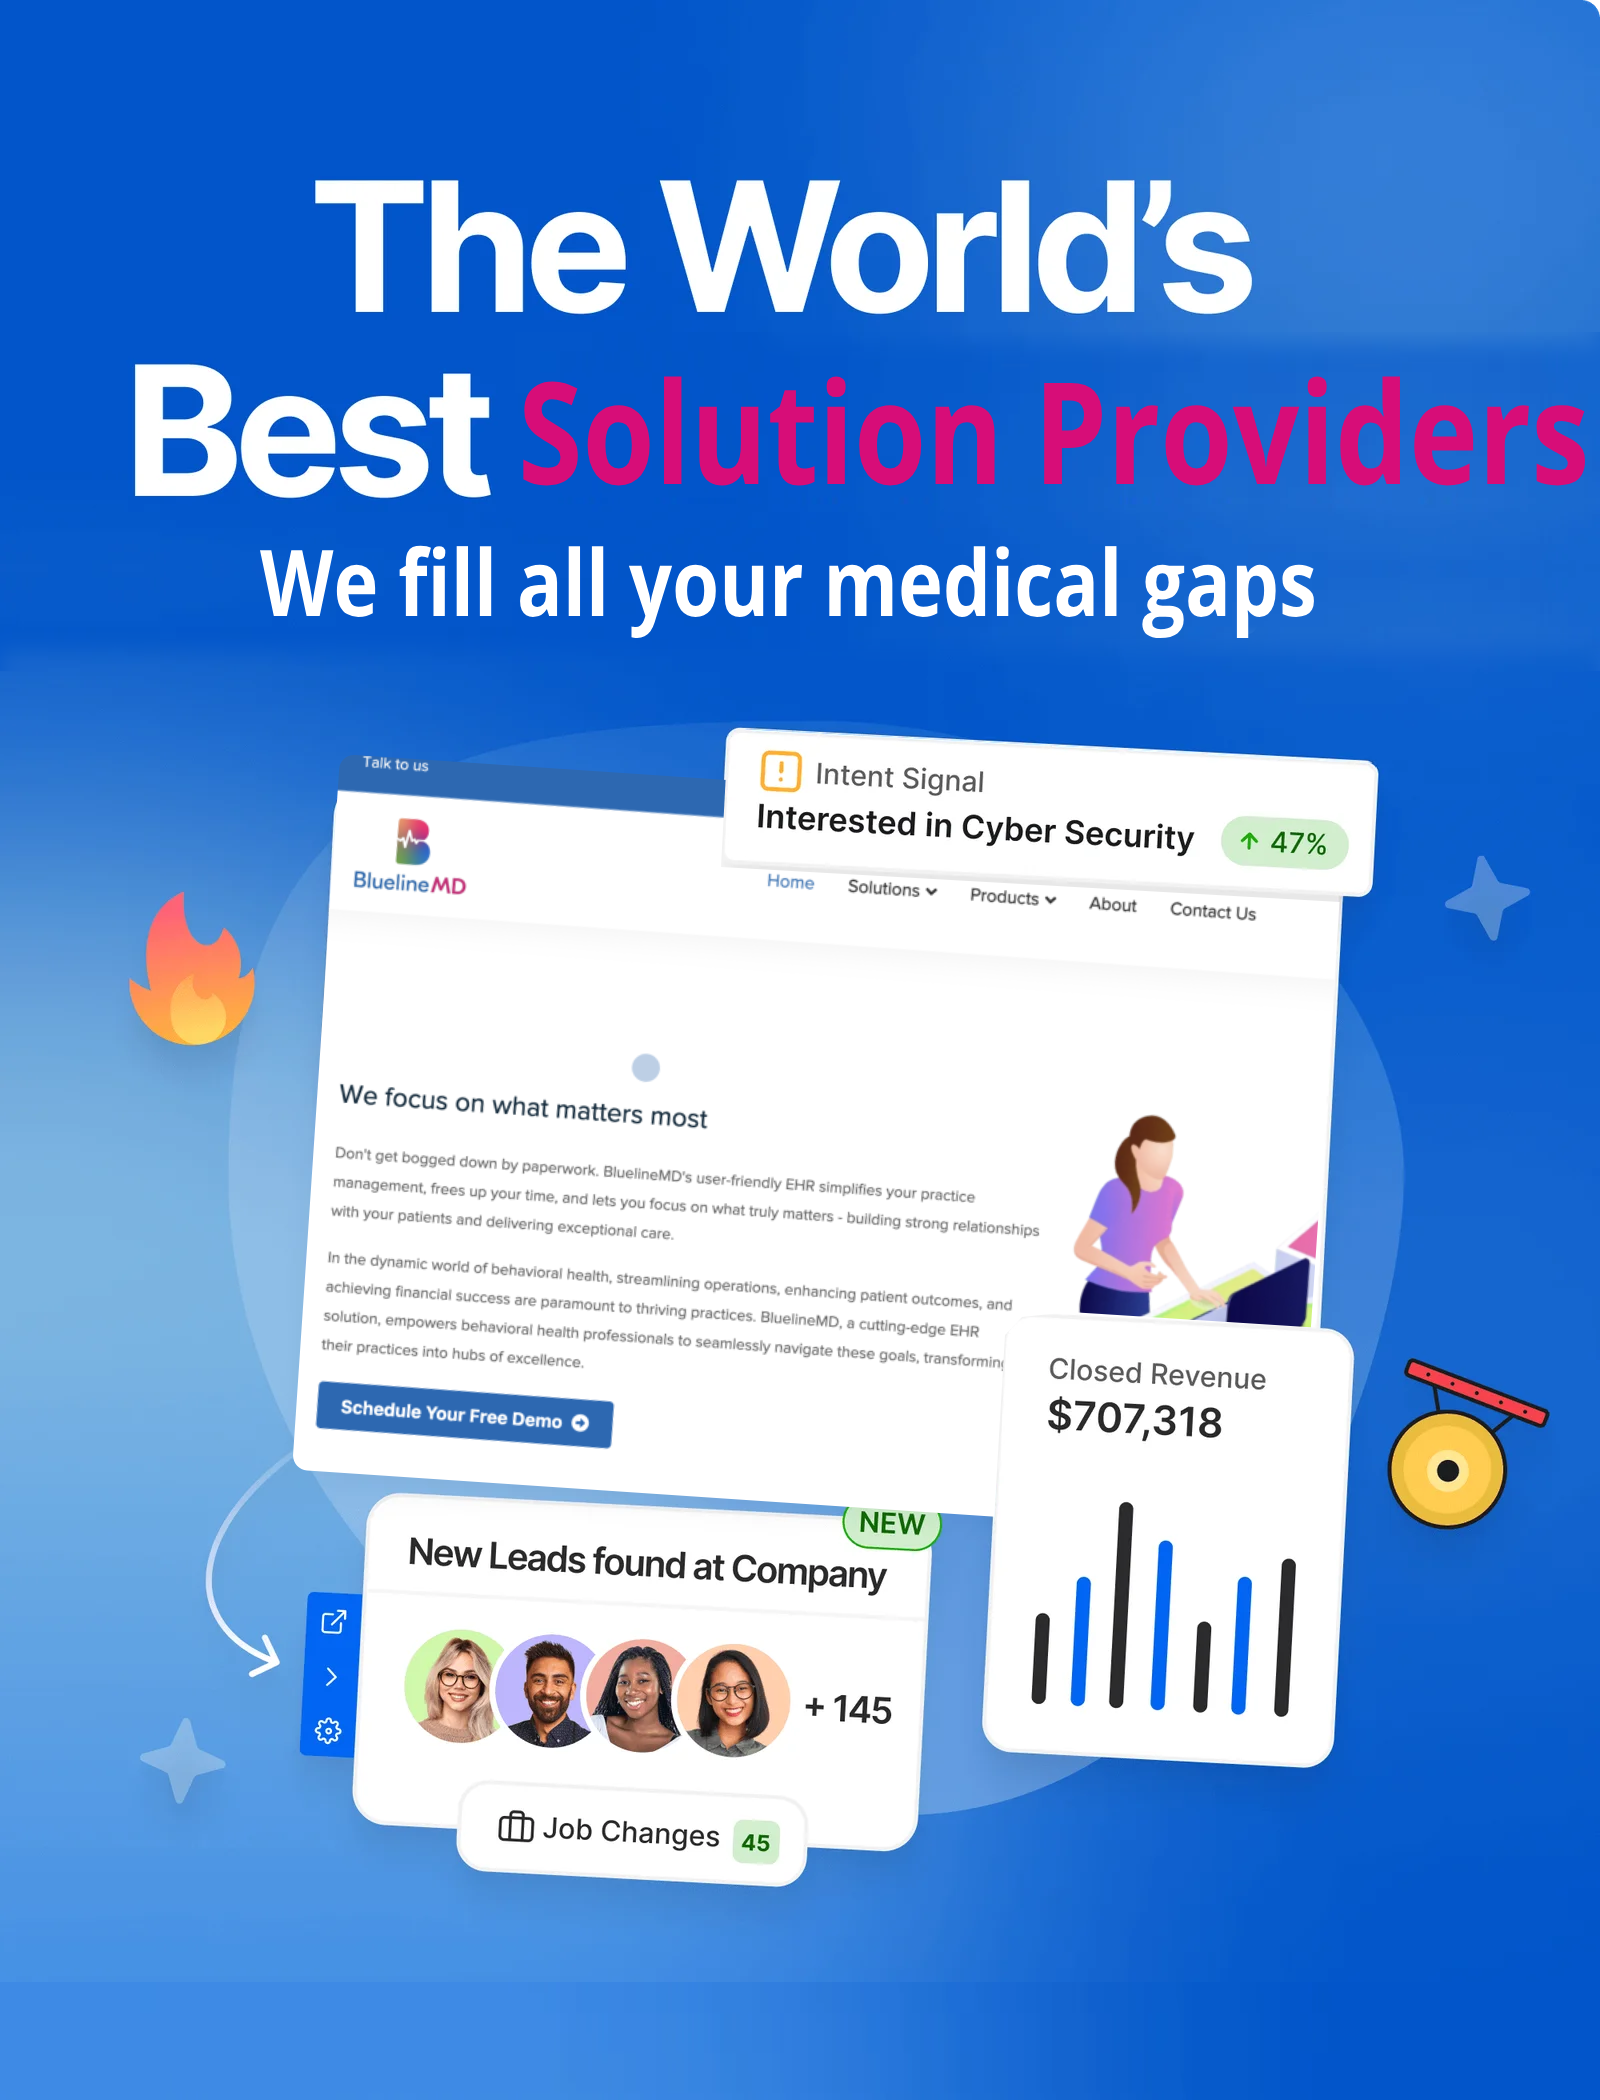 The World’s
Best Solution Providers
We fill all your medical gaps
Talk to us
Intent Signal
Interested in Cyber Security
47%
BluelineMD
Home Solutions Products About Contact Us
We focus on what matters most
Don't get bogged down by paperwork. BluelineMD's user-friendly EHR simplifies your practice
management, frees up your time, and lets you focus on what truly matters - building strong relationships
with your patients and delivering exceptional care.
In the dynamic world of behavioral health, streamlining operations, enhancing patient outcomes, and
achieving financial success are paramount to thriving practices. BluelineMD, a cutting-edge EHR
solution, empowers behavioral health professionals to seamlessly navigate these goals, transforming
their practices into hubs of excellence.
Schedule Your Free Demo
Closed Revenue
$707,318
NEW
New Leads found at Company
+ 145
Job Changes 45